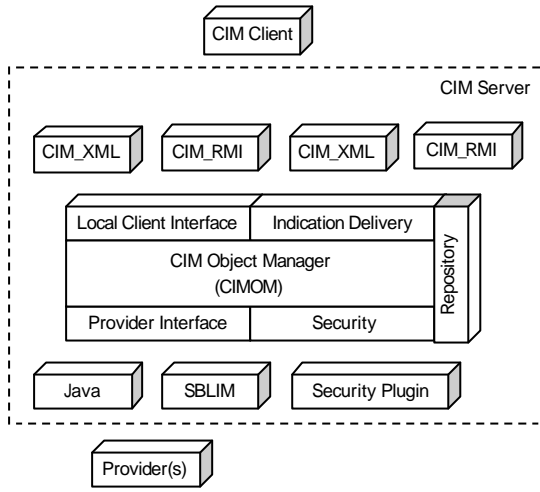 CIM Client
CIM Server
CIM_XML
CIM_RMI
CIM_XML
CIM_RMI
Local Client Interface
Indication Delivery
Repository
CIM Object Manager
(CIMOM)
Provider Interface
Security
Java
SBLIM
Security Plugin
Provider(s)